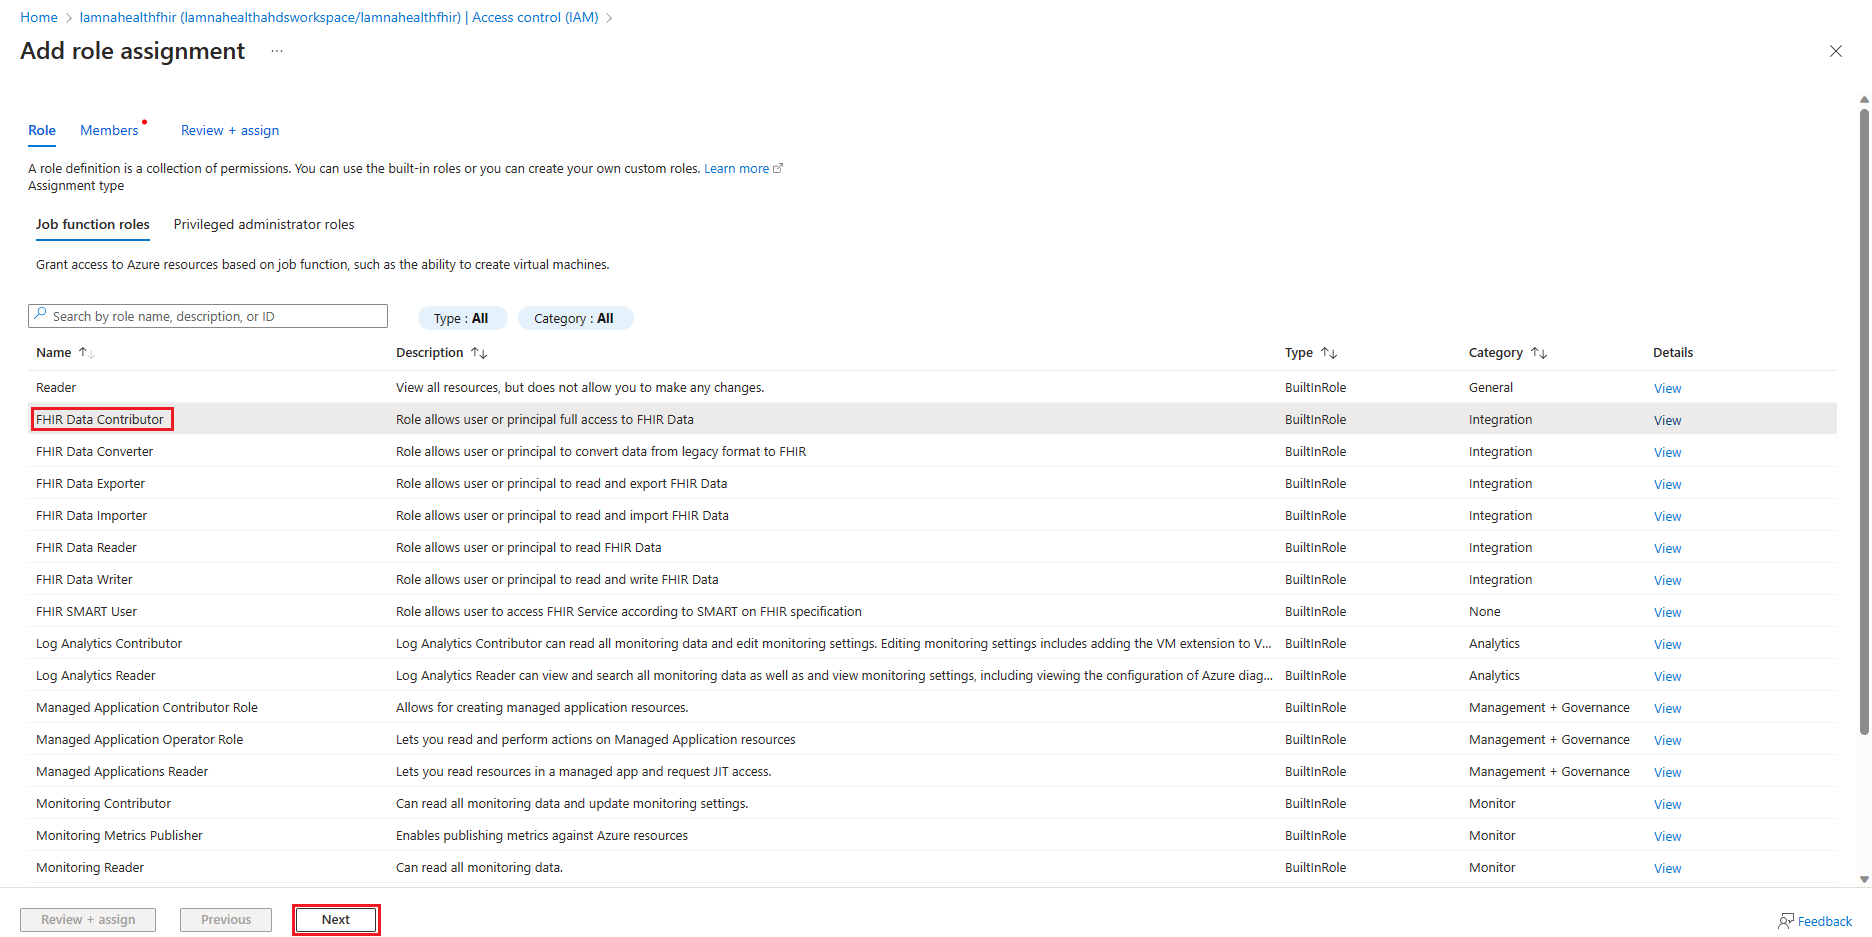 Home > lamnahealthfhir (lamnahealthahdsworkspace/lamnahealthfhir) | Access control (IAM) >
Add role assignment ...
Role Members Review + assign
A role definition is a collection of permissions. You can use the built-in roles or you can create your own custom roles. Learn more
Assignment type
Job function roles Privileged administrator roles
Grant access to Azure resources based on job function, such as the ability to create virtual machines.
Search by role name, description, or ID Type : All Category : All
Name Description Type Category Details
Reader View all resources, but does not allow you to make any changes. BuiltInRole General View
FHIR Data Contributor Role allows user or principal full access to FHIR Data BuiltInRole Integration View
FHIR Data Converter Role allows user or principal to convert data from legacy format to FHIR BuiltInRole Integration View
FHIR Data Exporter Role allows user or principal to read and export FHIR Data BuiltInRole Integration View
FHIR Data Importer Role allows user or principal to read and import FHIR Data BuiltInRole Integration View
FHIR Data Reader Role allows user or principal to read FHIR Data BuiltInRole Integration View
FHIR Data Writer Role allows user or principal to read and write FHIR Data BuiltInRole Integration View
FHIR SMART User Role allows user to access FHIR Service according to SMART on FHIR specification BuiltInRole None View
Log Analytics Contributor Log Analytics Contributor can read all monitoring data and edit monitoring settings. Editing monitoring settings includes adding the VM extension to V... BuiltInRole Analytics View
Log Analytics Reader Log Analytics Reader can view and search all monitoring data as well as and view monitoring settings, including viewing the configuration of Azure diag... BuiltInRole Analytics View
Managed Application Contributor Role Allows for creating managed application resources. BuiltInRole Management + Governance View
Managed Application Operator Role Lets you read and perform actions on Managed Application resources BuiltInRole Management + Governance View
Managed Applications Reader Lets you read resources in a managed app and request JIT access. BuiltInRole Management + Governance View
Monitoring Contributor Can read all monitoring data and update monitoring settings. BuiltInRole Monitor View
Monitoring Metrics Publisher Enables publishing metrics against Azure resources BuiltInRole Monitor View
Monitoring Reader Can read all monitoring data. BuiltInRole Monitor View
Review + assign Previous Next Feedback